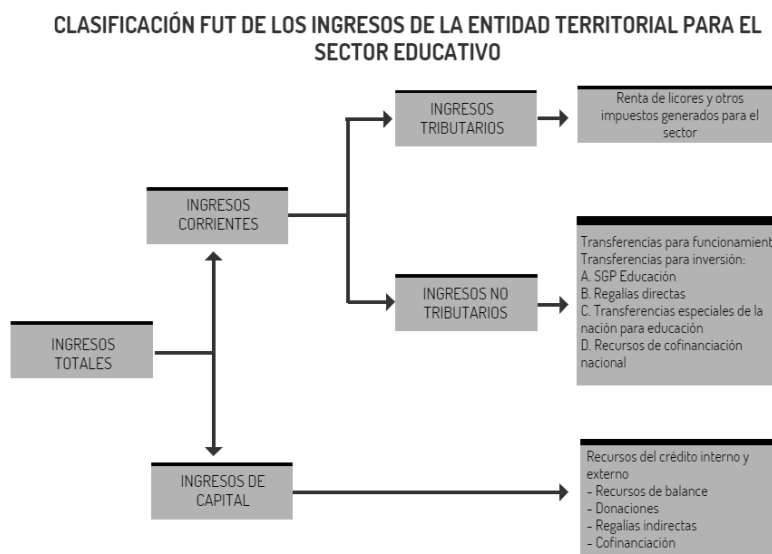 CLASIFICACIÓN FUT DE LOS INGRESOS DE LA ENTIDAD TERRITORIAL PARA EL
SECTOR EDUCATIVO
INGRESOS
TOTALES
INGRESOS
CORRIENTES
INGRESOS
TRIBUTARIOS
Renta de licores y otros
impuestos generados para el
sector
INGRESOS NO
TRIBUTARIOS
Transferencias para funcionamient
Transferencias para inversión:
A. SGP Educación
B. Regalías directas
C. Transferencias especiales de la
nación para educación
D. Recursos de cofinanciación
nacional
INGRESOS DE
CAPITAL
Recursos del crédito interno y
externo
- Recursos de balance
- Donaciones
- Regalías indirectas
- Cofinanciación